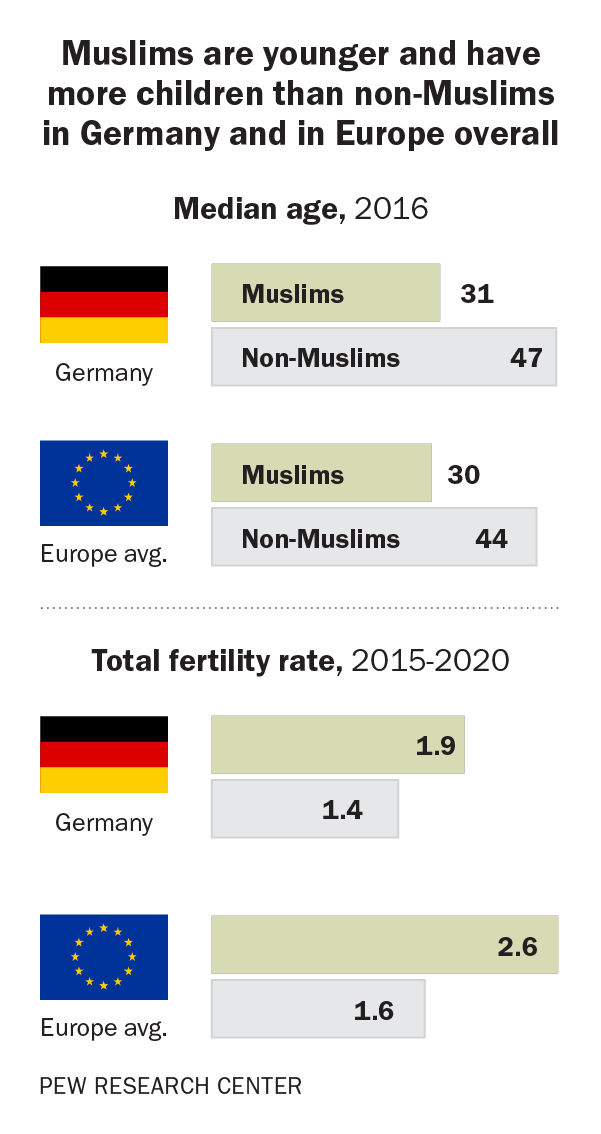 Muslims are younger and have
more children than non-Muslims
in Germany and in Europe overall
Median age, 2016
Muslims 31
Germany
Non-Muslims 47
Muslims 30
Europe avg.
Non-Muslims 44
Total fertility rate, 2015-2020
1.9
Germany
1.4
2.6
Europe avg.
1.6
PEW RESEARCH CENTER